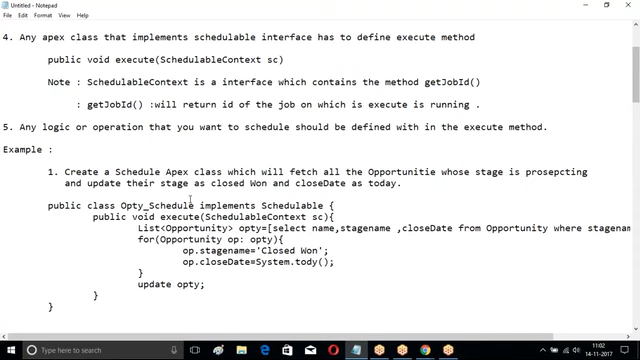 Untitled - Notepad
File Edit Format View Help
4. Any apex class that implements schedulable interface has to define execute method
public void execute(SchedulableContext sc)
Note : SchedulableContext is a interface which contains the method getJobId()
: getJobId() :will return id of the job on which is execute is running .
5. Any logic or operation that you want to schedule should be defined with in the execute method.
Example :
1. Create a Schedule Apex class which will fetch all the Opportunitie whose stage is prosepcting
and update their stage as closed Won and closeDate as today.
public class Opty_Schedule implements Schedulable {
public void execute(SchedulableContext sc){
List<Opportunity> opty=[select name,stagename ,closeDate from Opportunity where stagenam
for(Opportunity op: opty){
op.stagename='Closed Won';
op.closeDate=System.tody();
}
update opty;
}
}
Type here to search
11:02
14-11-2017